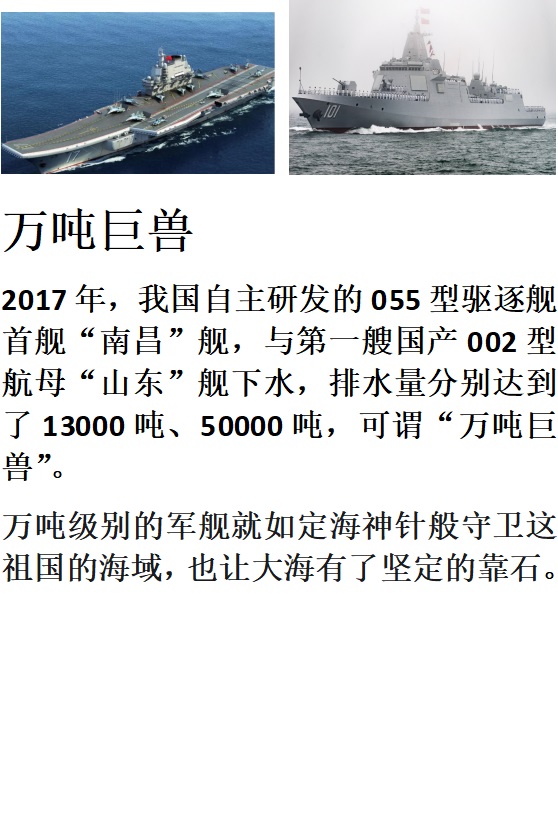 101
万吨巨兽
2017 年，我国自主研发的 055 型驱逐舰
首舰“南昌”舰，与第一艘国产 002 型
航母“山东”舰下水，排水量分别达到
了 13000 吨、50000 吨，可谓“万吨巨
兽”。
万吨级别的军舰就如定海神针般守卫这
祖国的海域，也让大海有了坚定的靠石。